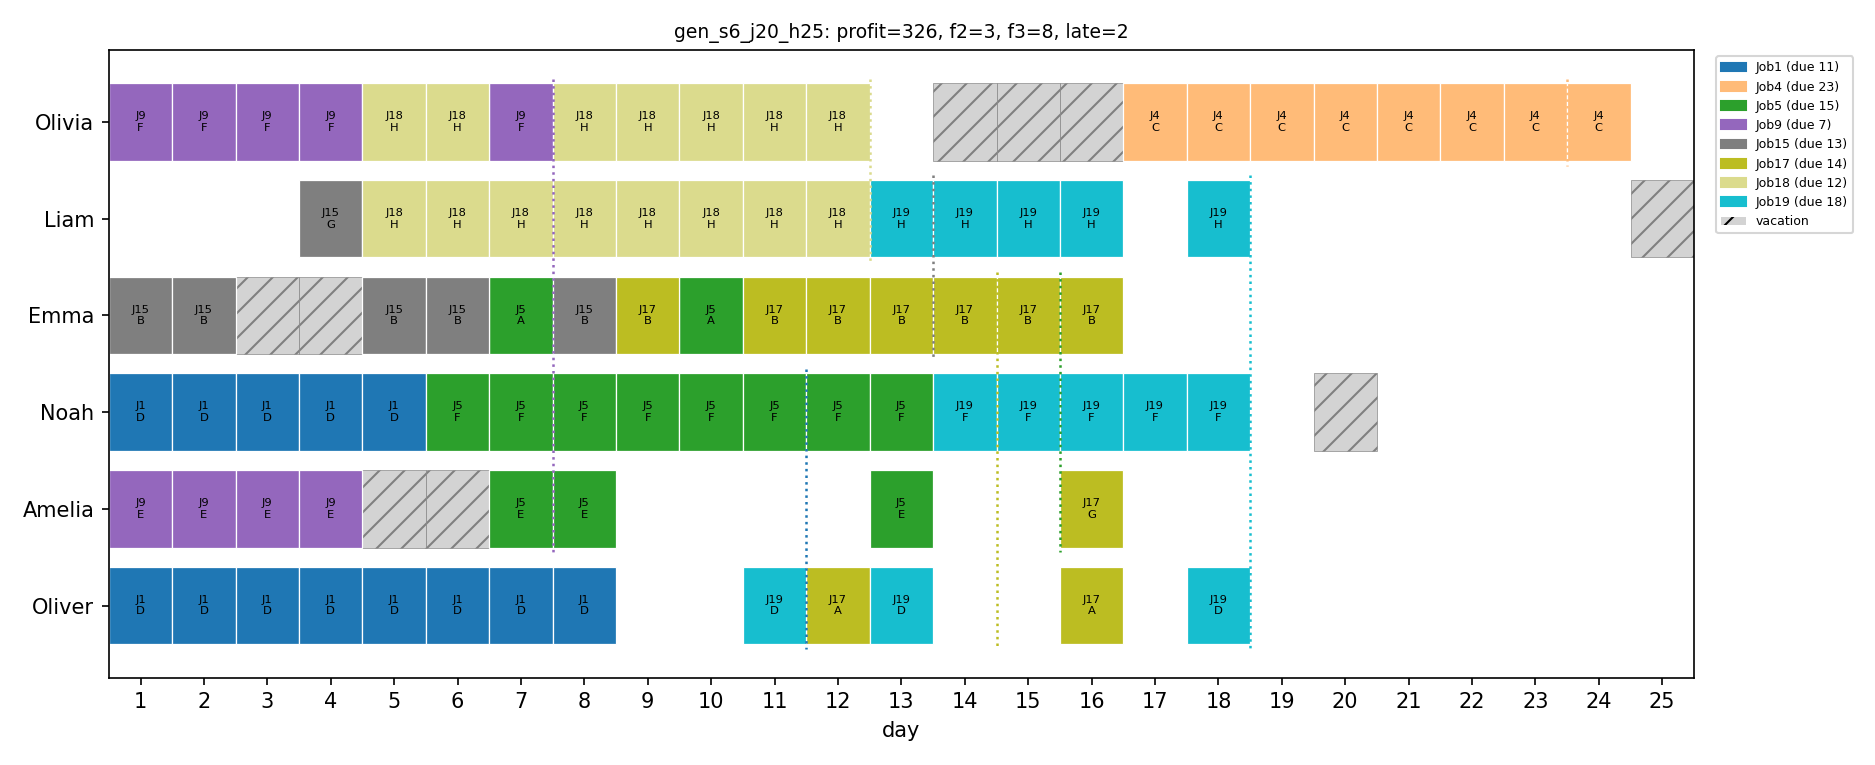 gen_s6_j20_h25: profit=326, f2=3, f3=8, late=2
Olivia
J9 J9 J9 J9 J18 J18 J9 J18 J18 J18 J18 J18 J4 J4 J4 J4 J4 J4 J4 J4
F F F F H H F H H H H H C C C C C C C C
Liam
J15 J18 J18 J18 J18 J18 J18 J18 J18 J19 J19 J19 J19 J19
G H H H H H H H H H H H H H
Emma
J15 J15 J15 J15 J5 J15 J17 J5 J17 J17 J17 J17 J17 J17
B B B B A B B A B B B B B B
Noah
J1 J1 J1 J1 J1 J5 J5 J5 J5 J5 J5 J5 J5 J19 J19 J19 J19 J19
D D D D D F F F F F F F F F F F F F
Amelia
J9 J9 J9 J9 J5 J5 J5 J17
E E E E E E E G
Oliver
J1 J1 J1 J1 J1 J1 J1 J1 J19 J17 J19 J17 J19
D D D D D D D D D A D A D
1 2 3 4 5 6 7 8 9 10 11 12 13 14 15 16 17 18 19 20 21 22 23 24 25
day
Job1 (due 11)
Job4 (due 23)
Job5 (due 15)
Job9 (due 7)
Job15 (due 13)
Job17 (due 14)
Job18 (due 12)
Job19 (due 18)
vacation